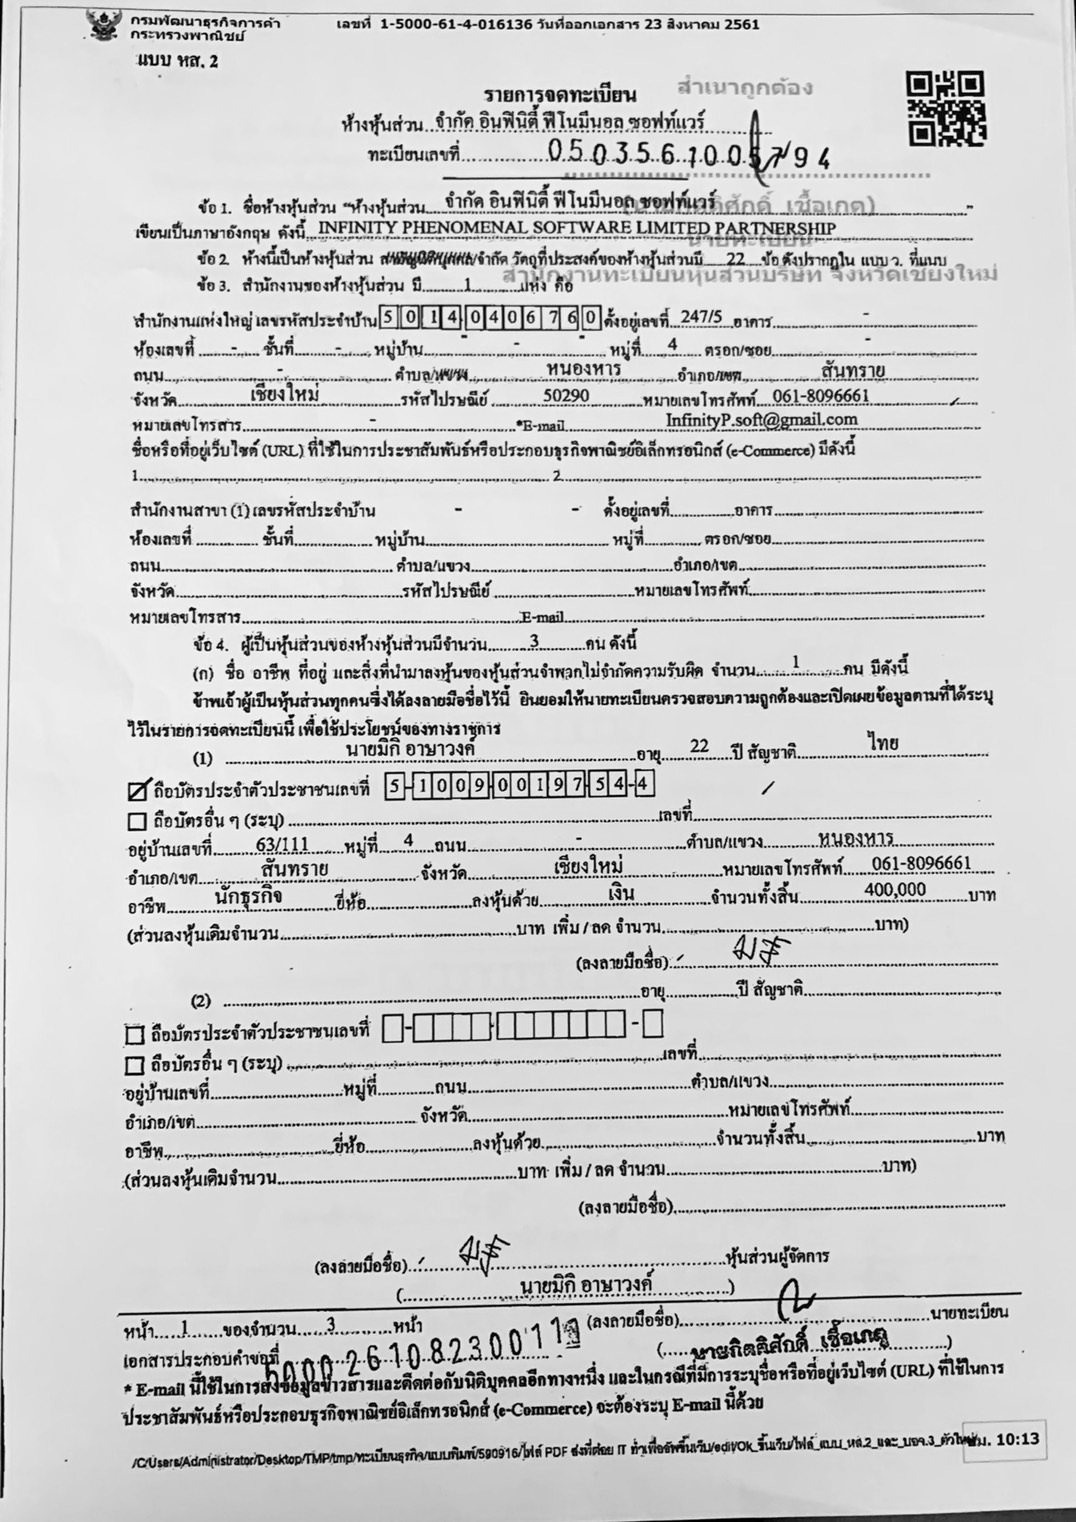 กรมพัฒนาธุรกิจการค้า
กระทรวงพาณิชย์
เลขที่ 1-5000-61-4-016136 วันที่ออกเอกสาร 23 สิงหาคม 2561
แบบ หส. 2
สำเนาถูกต้อง
รายการจดทะเบียน
ห้างหุ้นส่วน จำกัด อินฟินิตี้ ฟีโนมีนอล ซอฟท์แวร์
ทะเบียนเลขที่ 0503561005794
ข้อ 1. ชื่อห้างหุ้นส่วน "ห้างหุ้นส่วน จำกัด อินฟินิตี้ ฟีโนมีนอล ซอฟท์แวร์"
เขียนเป็นภาษาอังกฤษ ดังนี้ INFINITY PHENOMENAL SOFTWARE LIMITED PARTNERSHIP
นายทะเบียน
ข้อ 2. ห้างนี้เป็นห้างหุ้นส่วน /จำกัด วัตถุที่ประสงค์ของห้างหุ้นส่วนมี 22 ข้อ ดังปรากฏใน แบบ ว. ที่แนบ
สำนักงานทะเบียนหุ้นส่วนบริษัท จังหวัดเชียงใหม่
ข้อ 3. สำนักงานของห้างหุ้นส่วน มี 1 แห่ง คือ
สำนักงานแห่งใหญ่ เลขรหัสประจำบ้าน 5014-040676-0 ตั้งอยู่เลขที่ 247/5 อาคาร -
ห้องเลขที่ - ชั้นที่ - หมู่บ้าน - หมู่ที่ 4 ตรอก/ซอย -
ถนน - ตำบล/ หนองหาร อำเภอ/เขต สันทราย
จังหวัด เชียงใหม่ รหัสไปรษณีย์ 50290 หมายเลขโทรศัพท์ 061-8096661
หมายเลขโทรสาร - *E-mail InfinityP.soft@gmail.com
ชื่อหรือที่อยู่เว็บไซต์ (URL) ที่ใช้ในการประชาสัมพันธ์หรือประกอบธุรกิจพาณิชย์อิเล็กทรอนิกส์ (e-Commerce) มีดังนี้
1 2
สำนักงานสาขา (1) เลขรหัสประจำบ้าน - - ตั้งอยู่เลขที่ อาคาร
ห้องเลขที่ ชั้นที่ หมู่บ้าน หมู่ที่ ตรอก/ซอย
ถนน ตำบล/แขวง อำเภอ/เขต
จังหวัด รหัสไปรษณีย์ หมายเลขโทรศัพท์
หมายเลขโทรสาร E-mail
ข้อ 4. ผู้เป็นหุ้นส่วนของห้างหุ้นส่วนมีจำนวน 3 คน ดังนี้
(ก) ชื่อ อาชีพ ที่อยู่ และสิ่งที่นำมาลงหุ้นของหุ้นส่วนจำพวกไม่จำกัดความรับผิด จำนวน 1 คน มีดังนี้
ข้าพเจ้าผู้เป็นหุ้นส่วนทุกคนซึ่งได้ลงลายมือชื่อไว้นี้ ยินยอมให้นายทะเบียนตรวจสอบความถูกต้องและเปิดเผยข้อมูลตามที่ได้ระบุ
ไว้ในรายการจดทะเบียนนี้ เพื่อใช้ประโยชน์ของทางราชการ
(1) นายมิกิ อาษาวงค์ อายุ 22 ปี สัญชาติ ไทย
ถือบัตรประจำตัวประชาชนเลขที่ 5-1009-00197-54-4
ถือบัตรอื่น ๆ (ระบุ) เลขที่
อยู่บ้านเลขที่ 63/111 หมู่ที่ 4 ถนน - ตำบล/แขวง หนองหาร
อำเภอ/เขต สันทราย จังหวัด เชียงใหม่ หมายเลขโทรศัพท์ 061-8096661
อาชีพ นักธุรกิจ ยี่ห้อ ลงหุ้นด้วย เงิน จำนวนทั้งสิ้น 400,000 บาท
(ส่วนลงหุ้นเดิมจำนวน บาท เพิ่ม / ลด จำนวน บาท)
(ลงลายมือชื่อ)
(2) อายุ ปี สัญชาติ
ถือบัตรประจำตัวประชาชนเลขที่
ถือบัตรอื่น ๆ (ระบุ) เลขที่
อยู่บ้านเลขที่ หมู่ที่ ถนน ตำบล/แขวง
อำเภอ/เขต จังหวัด หมายเลขโทรศัพท์
อาชีพ ยี่ห้อ ลงหุ้นด้วย จำนวนทั้งสิ้น บาท
(ส่วนลงหุ้นเดิมจำนวน บาท เพิ่ม / ลด จำนวน บาท)
(ลงลายมือชื่อ)
(ลงลายมือชื่อ) หุ้นส่วนผู้จัดการ
( นายมิกิ อาษาวงค์ )
หน้า 1 ของจำนวน 3 หน้า (ลงลายมือชื่อ) นายทะเบียน
เอกสารประกอบคำขอที่ ( นายกิตติศักดิ์ เชื้อเกตุ )
* E-mail นี้ใช้ในการส่งข้อมูลข่าวสารและติดต่อกับนิติบุคคลอีกทางหนึ่ง และในกรณีที่มีการระบุชื่อหรือที่อยู่เว็บไซต์ (URL) ที่ใช้ในการ
ประชาสัมพันธ์หรือประกอบธุรกิจพาณิชย์อิเล็กทรอนิกส์ (e-Commerce) จะต้องระบุ E-mail นี้ด้วย
/C/Users/Administrator/Desktop/TMP/tmp/ทะเบียนธุรกิจ/แบบพิมพ์/590916/ไฟล์ PDF ส่งพี่ต่อย IT ทำเพื่ออัพขึ้นเว็บ/edit/Ok_ขึ้นเว็บ/ไฟล์_แบบ_หส.2_และ_บอจ.3_ตัวใหม่
ชม. 10:13